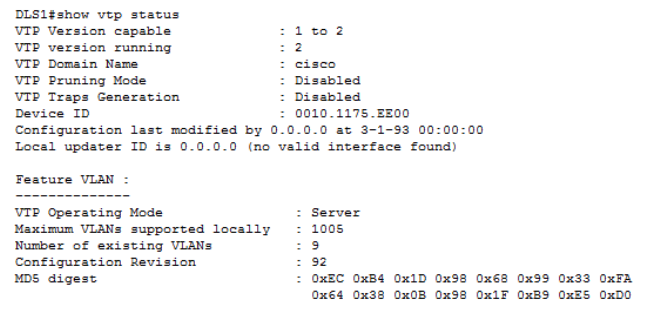 DLS1#show vtp status
VTP Version capable : 1 to 2
VTP version running : 2
VTP Domain Name : cisco
VTP Pruning Mode : Disabled
VTP Traps Generation : Disabled
Device ID : 0010.1175.EE00
Configuration last modified by 0.0.0.0 at 3-1-93 00:00:00
Local updater ID is 0.0.0.0 (no valid interface found)
Feature VLAN :
--------------
VTP Operating Mode : Server
Maximum VLANs supported locally : 1005
Number of existing VLANs : 9
Configuration Revision : 92
MD5 digest : 0xEC 0xB4 0x1D 0x98 0x68 0x99 0x33 0xFA
0x64 0x38 0x0B 0x98 0x1F 0xB9 0xE5 0xD0